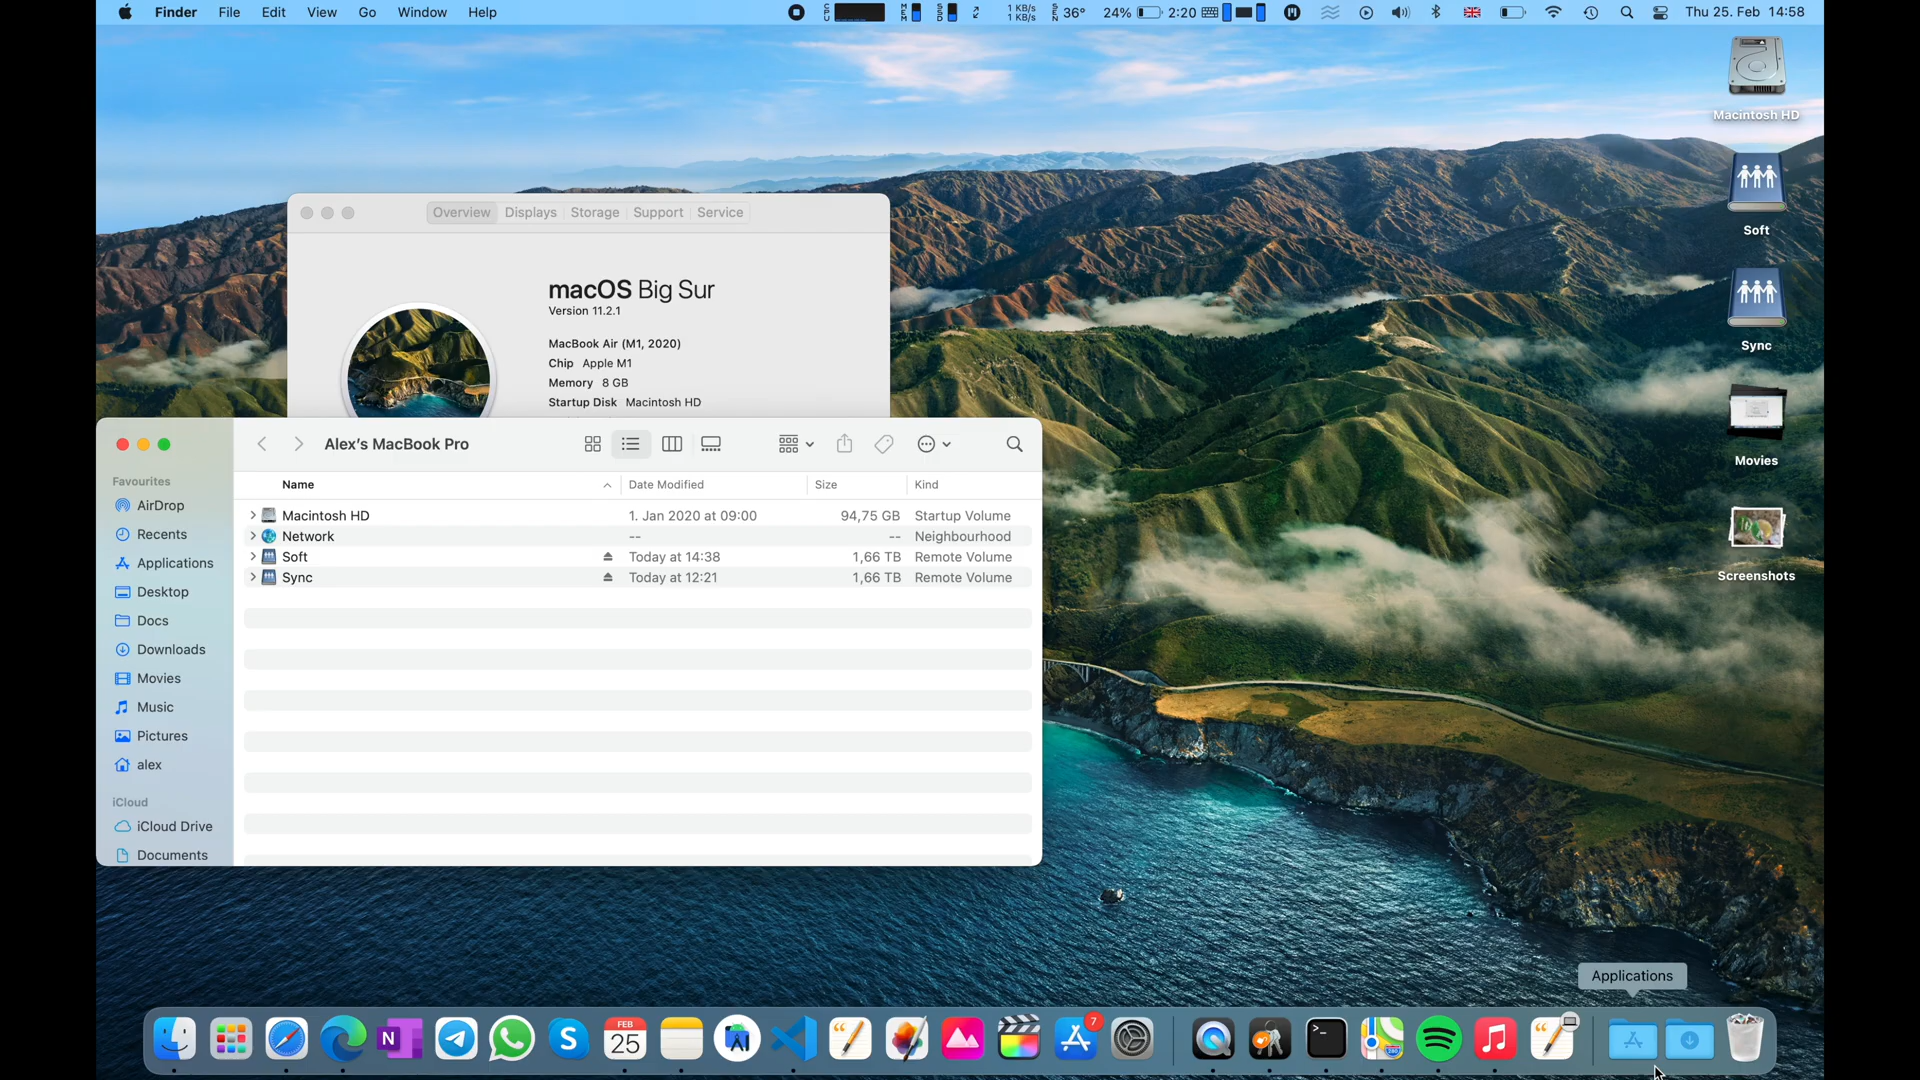 Finder File Edit View Go Window Help
1 KB/s
1 KB/s
36° 24% 2:20 Thu 25. Feb 14:58
Macintosh HD
Soft
Sync
Movies
Screenshots
Overview Displays Storage Support Service
macOS Big Sur
Version 11.2.1
MacBook Air (M1, 2020)
Chip Apple M1
Memory 8 GB
Startup Disk Macintosh HD
Alex's MacBook Pro
Name Date Modified Size Kind
Macintosh HD 1. Jan 2020 at 09:00 94,75 GB Startup Volume
Network -- -- Neighbourhood
Soft Today at 14:38 1,66 TB Remote Volume
Sync Today at 12:21 1,66 TB Remote Volume
Favourites
AirDrop
Recents
Applications
Desktop
Docs
Downloads
Movies
Music
Pictures
alex
iCloud
iCloud Drive
Documents
Applications
N
S
FEB
25
7
>_
280